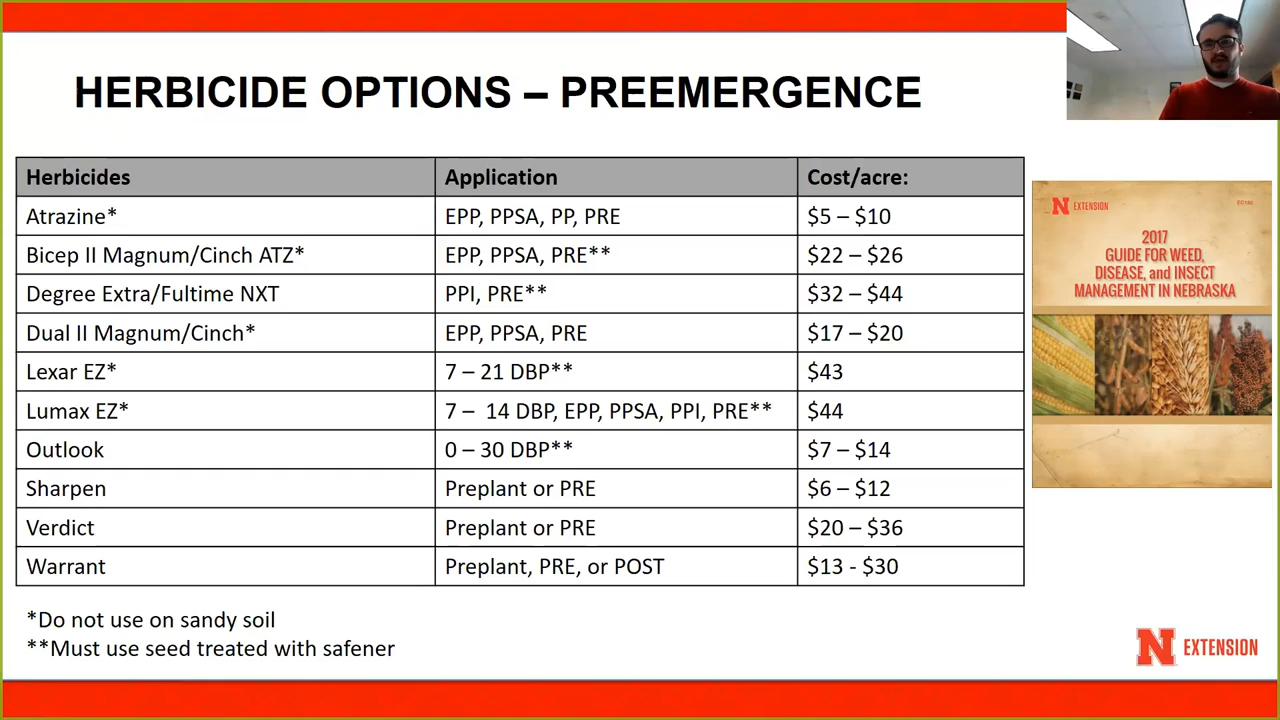 HERBICIDE OPTIONS – PREEMERGENCE
Herbicides Application Cost/acre:
Atrazine* EPP, PPSA, PP, PRE $5 – $10
Bicep II Magnum/Cinch ATZ* EPP, PPSA, PRE** $22 – $26
Degree Extra/Fultime NXT PPI, PRE** $32 – $44
Dual II Magnum/Cinch* EPP, PPSA, PRE $17 – $20
Lexar EZ* 7 – 21 DBP** $43
Lumax EZ* 7 – 14 DBP, EPP, PPSA, PPI, PRE** $44
Outlook 0 – 30 DBP** $7 – $14
Sharpen Preplant or PRE $6 – $12
Verdict Preplant or PRE $20 – $36
Warrant Preplant, PRE, or POST $13 - $30
*Do not use on sandy soil
**Must use seed treated with safener
N EXTENSION
2017
GUIDE FOR WEED,
DISEASE, and INSECT
MANAGEMENT IN NEBRASKA
N EXTENSION